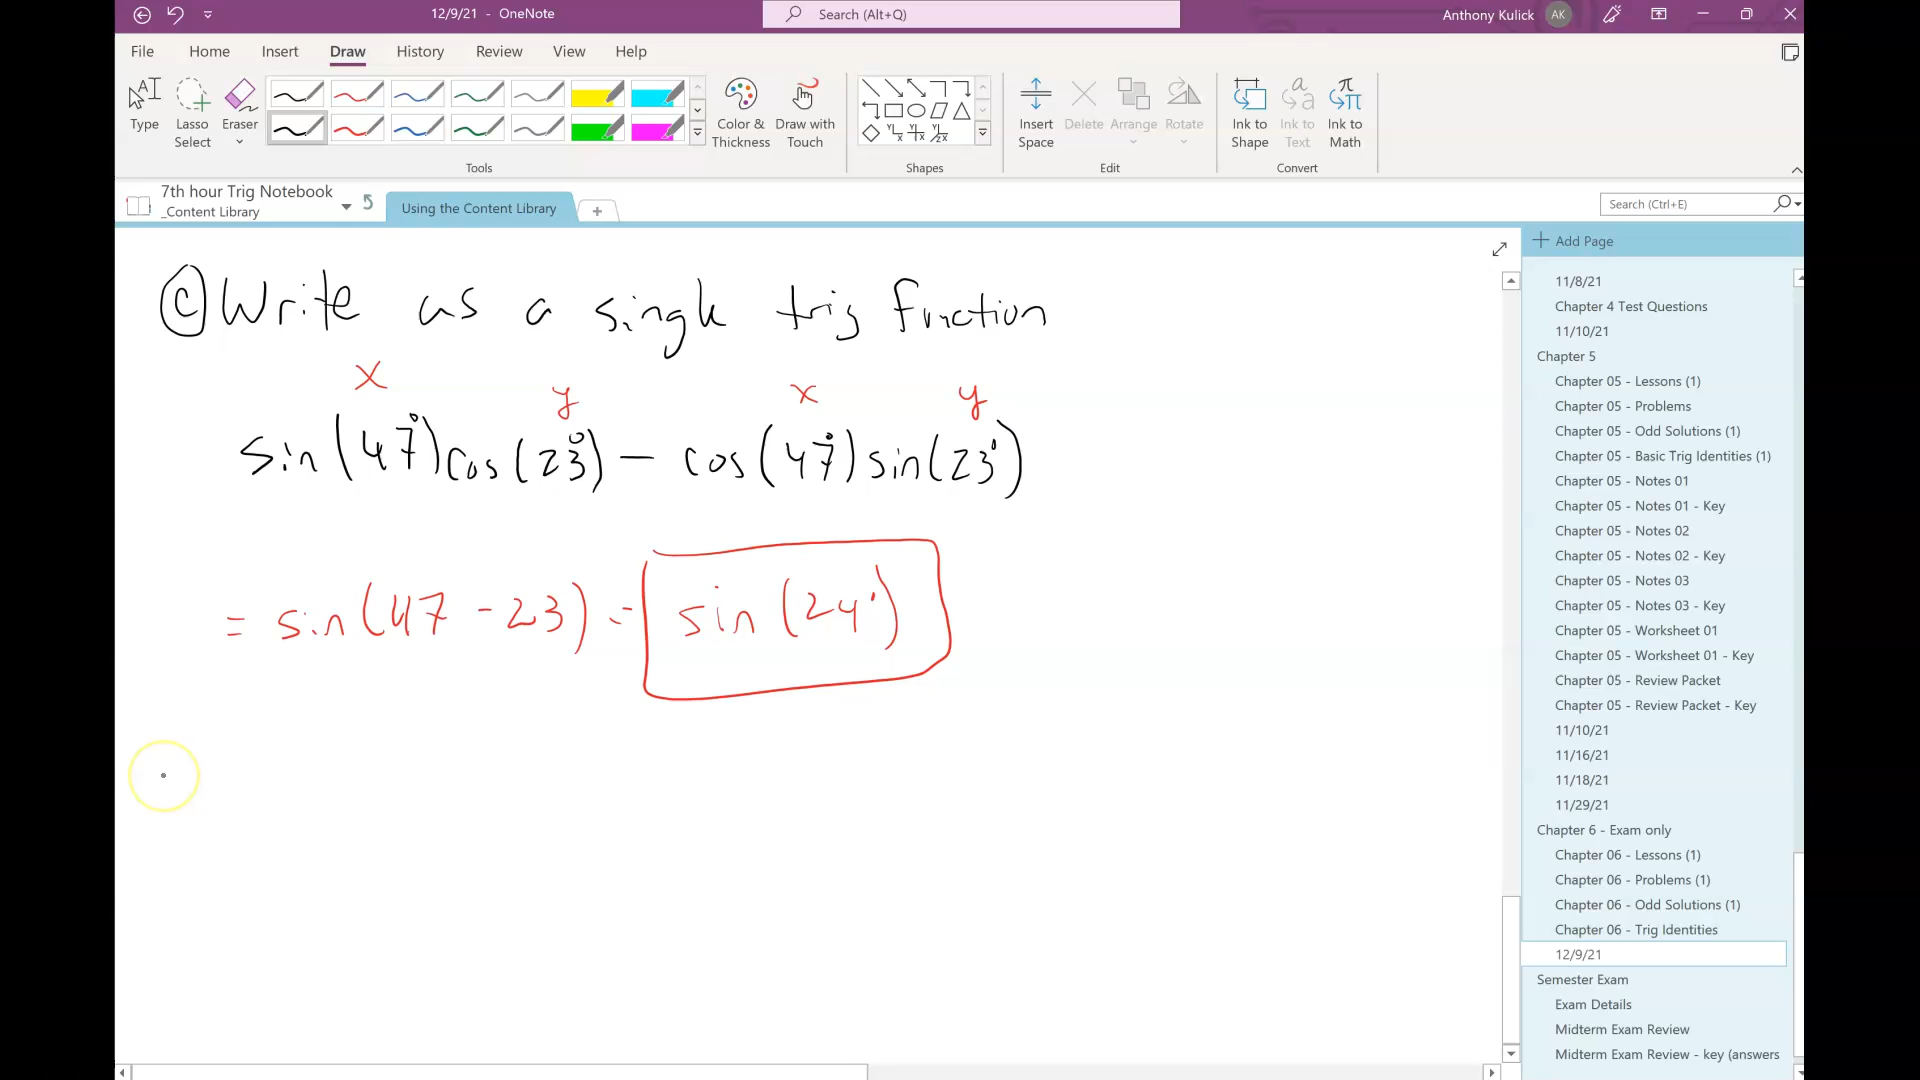 12/9/21 - OneNote
Search (Alt+Q)
Anthony Kulick
AK
File Home Insert Draw History Review View Help
Type
Lasso Select
Eraser
Color & Thickness
Draw with Touch
Insert Space
Delete
Arrange
Rotate
Ink to Shape
Ink to Text
Ink to Math
Tools
Shapes
Edit
Convert
7th hour Trig Notebook
_Content Library
Using the Content Library
Search (Ctrl+E)
Ⓒ Write as a single trig function
x y x y
sin(47°)cos(23°) − cos(47°)sin(23°)
= sin(47 - 23) = sin(24°)
Add Page
11/8/21
Chapter 4 Test Questions
11/10/21
Chapter 5
Chapter 05 - Lessons (1)
Chapter 05 - Problems
Chapter 05 - Odd Solutions (1)
Chapter 05 - Basic Trig Identities (1)
Chapter 05 - Notes 01
Chapter 05 - Notes 01 - Key
Chapter 05 - Notes 02
Chapter 05 - Notes 02 - Key
Chapter 05 - Notes 03
Chapter 05 - Notes 03 - Key
Chapter 05 - Worksheet 01
Chapter 05 - Worksheet 01 - Key
Chapter 05 - Review Packet
Chapter 05 - Review Packet - Key
11/10/21
11/16/21
11/18/21
11/29/21
Chapter 6 - Exam only
Chapter 06 - Lessons (1)
Chapter 06 - Problems (1)
Chapter 06 - Odd Solutions (1)
Chapter 06 - Trig Identities
12/9/21
Semester Exam
Exam Details
Midterm Exam Review
Midterm Exam Review - key (answers